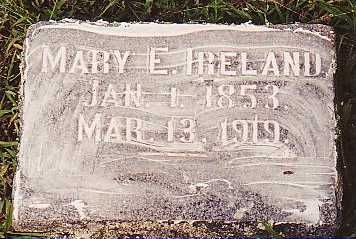 MARY E. IRELAND
JAN. 1. 1853.
MAR. 13. 1919.